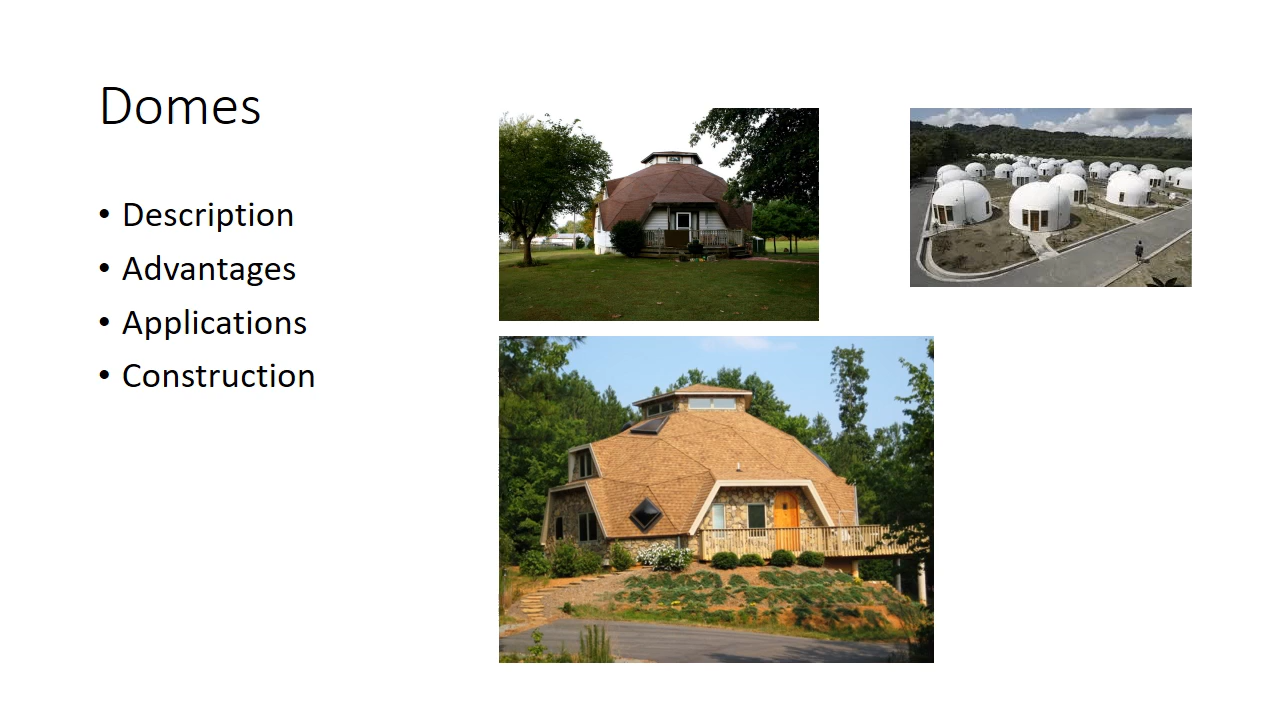 Domes
• Description
• Advantages
• Applications
• Construction